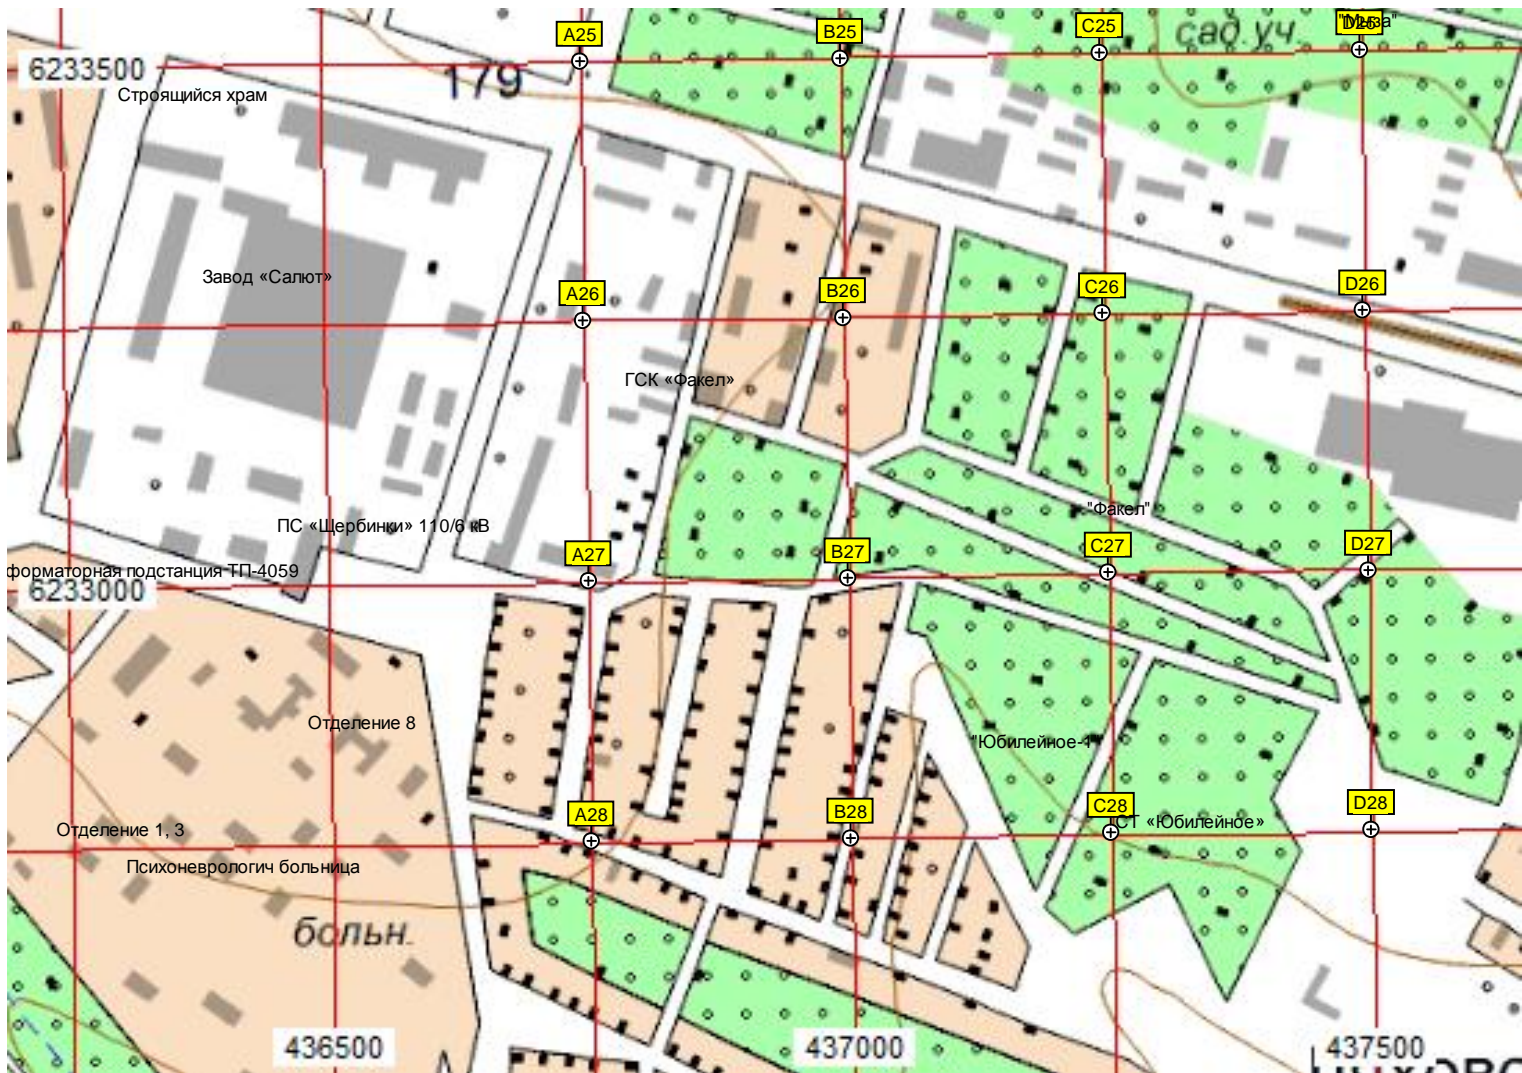 A25
B25
C25
"Мыза"
сад.уч.
6233500
179
Строящийся храм
Завод «Салют»
A26
B26
C26
D26
ГСК «Факел»
"Факел"
ПС «Щербинки» 110/6 кВ
A27
B27
C27
D27
форматорная подстанция ТП-4059
6233000
Отделение 8
"Юбилейное-1"
A28
B28
C28
D28
СТ «Юбилейное»
Отделение 1, 3
Психоневрологич больница
больн.
436500
437000
437500